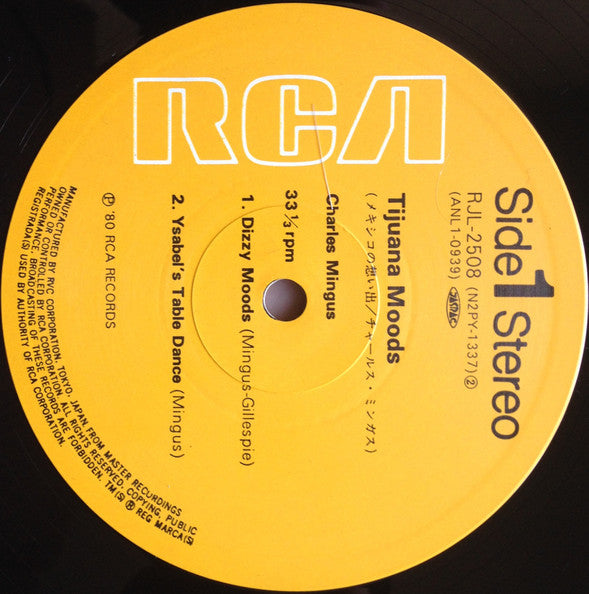 RCA
Side 1 Stereo
RJL-2508 (N2PY-1337)②
(ANL1-0939) JASRAC
Tijuana Moods
(メキシコの想い出/チャールス・ミンガス)
Charles Mingus
33 1/3 rpm
1. Dizzy Moods (Mingus-Gillespie)
2. Ysabel's Table Dance (Mingus)
Ⓟ '80 RCA RECORDS
MANUFACTURED BY RVC CORPORATION, TOKYO, JAPAN FROM MASTER RECORDINGS
OWNED OR CONTROLLED BY RCA CORPORATION. ALL RIGHTS RESERVED, COPYING, PUBLIC
PERFORMANCE, BROADCASTING OF THESE RECORDS ARE FORBIDDEN. TM(S) ® REG MARCA(S)
REGISTRADA(S) USED BY AUTHORITY OF RCA CORPORATION.